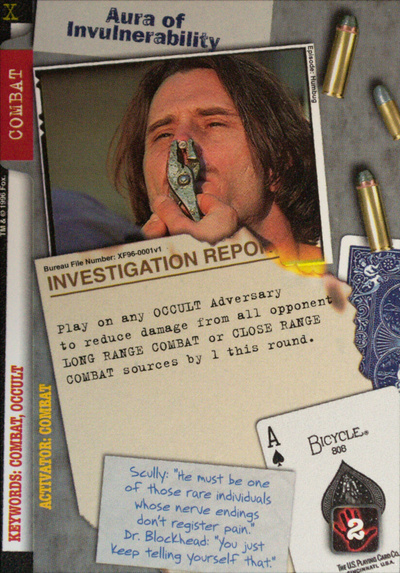 X
Aura of
Invulnerability
COMBAT
Episode: Humbug
TM & © 1996 Fox.
Bureau File Number: XF96-0001v1
INVESTIGATION REPOR
Play on any OCCULT Adversary
to reduce damage from all opponent
LONG RANGE COMBAT or CLOSE RANGE
COMBAT sources by 1 this round.
KEYWORDS: COMBAT, OCCULT
ACTIVATOR: COMBAT
Scully: "He must be one
of those rare individuals
whose nerve endings
don't register pain."
Dr. Blockhead: "You just
keep telling yourself that."
A
BICYCLE®
808
2
THE U.S. PLAYING CARD CO.
CINCINNATI, U.S.A.